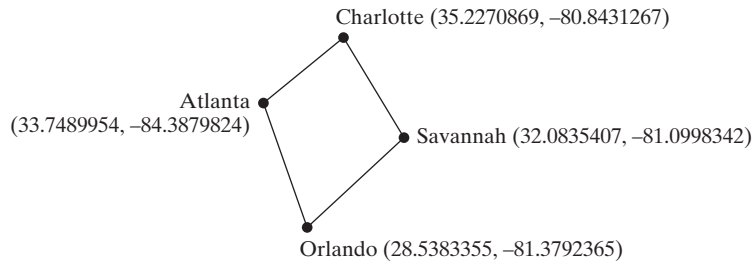 Charlotte (35.2270869, –80.8431267)
Atlanta
(33.7489954, –84.3879824)
Savannah (32.0835407, –81.0998342)
Orlando (28.5383355, –81.3792365)